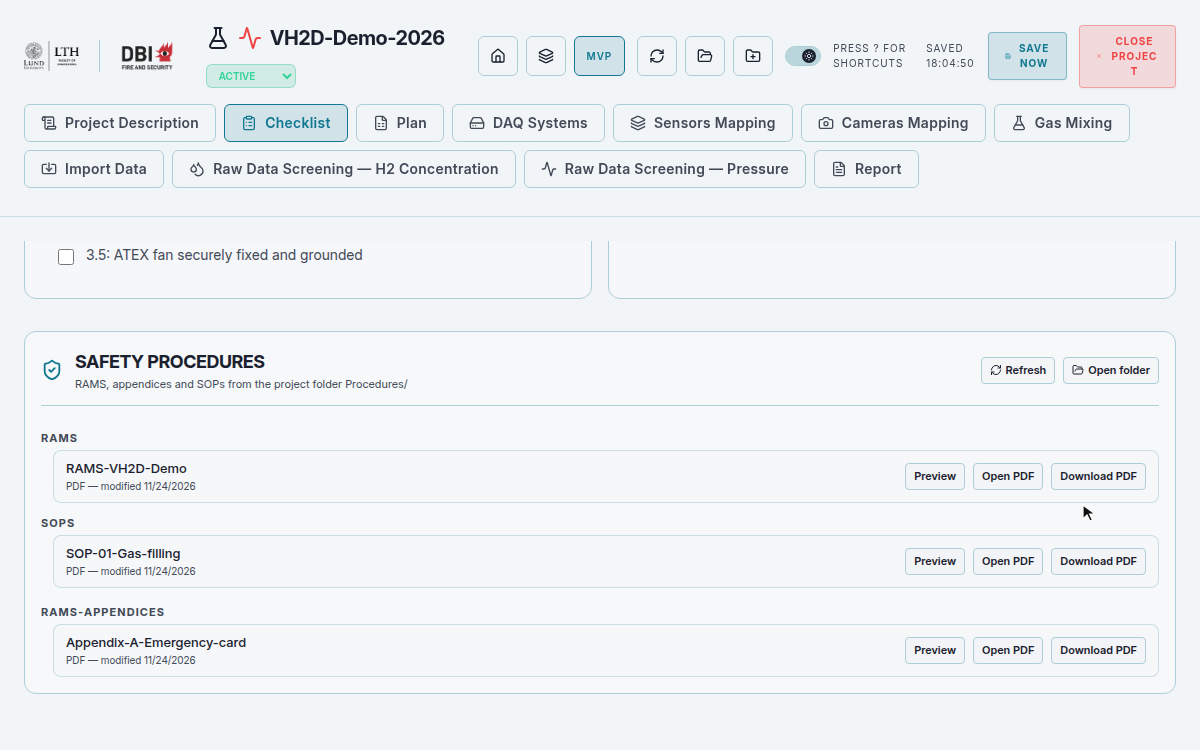 LUND
UNIVERSITY
LTH
FACULTY OF
ENGINEERING
DBI
FIRE AND SECURITY
VH2D-Demo-2026
ACTIVE
MVP
PRESS ? FOR
SHORTCUTS
SAVED
18:04:50
SAVE
NOW
CLOSE
PROJEC
T
Project Description
Checklist
Plan
DAQ Systems
Sensors Mapping
Cameras Mapping
Gas Mixing
Import Data
Raw Data Screening — H2 Concentration
Raw Data Screening — Pressure
Report
3.5: ATEX fan securely fixed and grounded
SAFETY PROCEDURES
RAMS, appendices and SOPs from the project folder Procedures/
Refresh
Open folder
RAMS
RAMS-VH2D-Demo
PDF — modified 11/24/2026
Preview
Open PDF
Download PDF
SOPS
SOP-01-Gas-filling
PDF — modified 11/24/2026
Preview
Open PDF
Download PDF
RAMS-APPENDICES
Appendix-A-Emergency-card
PDF — modified 11/24/2026
Preview
Open PDF
Download PDF